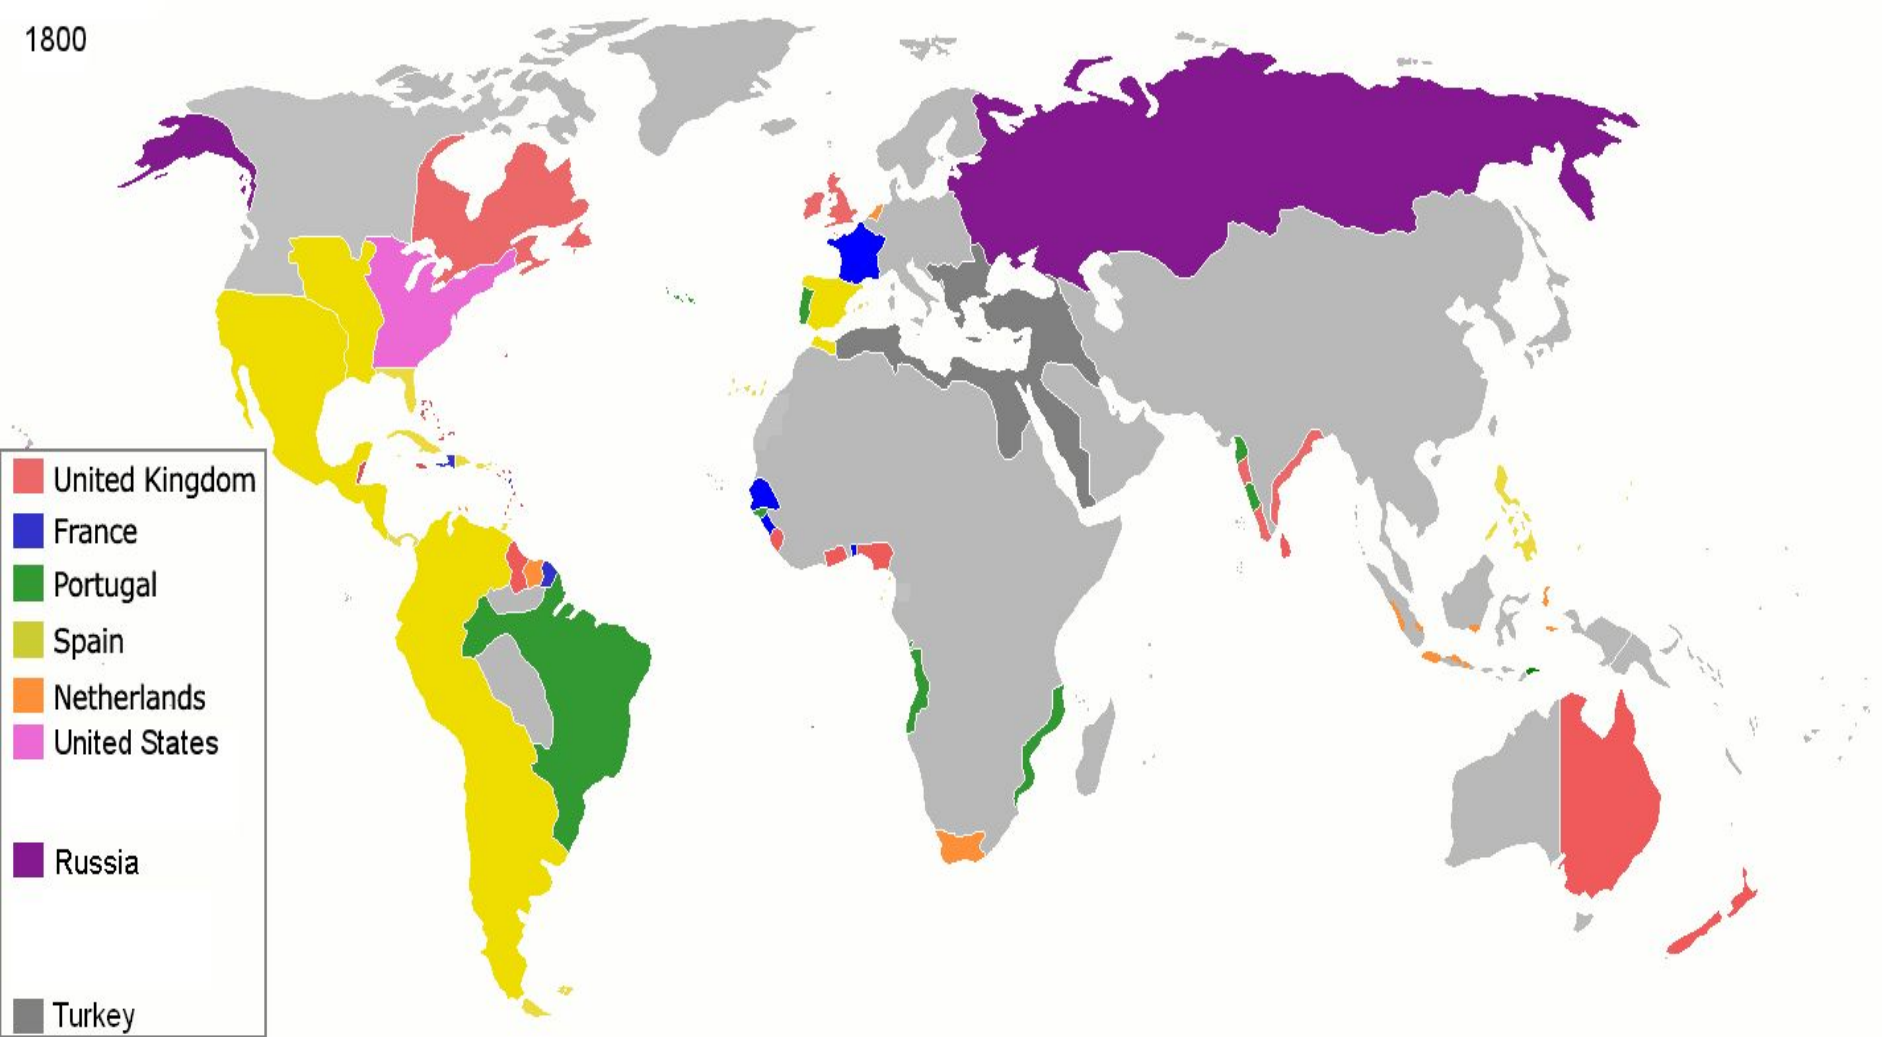 1800
United Kingdom
France
Portugal
Spain
Netherlands
United States
Russia
Turkey